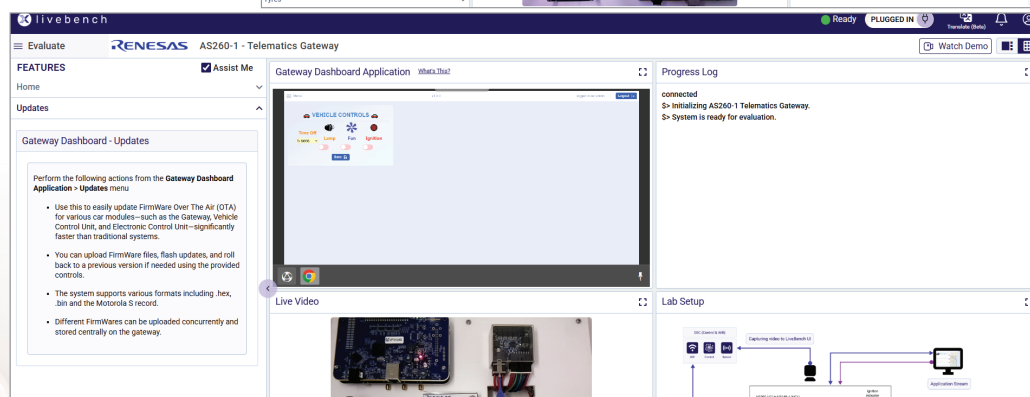 Tyres
livebench
Ready
PLUGGED IN
Translate (Beta)
Evaluate
RENESAS
AS260-1 - Telematics Gateway
Watch Demo
FEATURES
Assist Me
Home
Updates
Gateway Dashboard - Updates
Perform the following actions from the Gateway Dashboard
Application > Updates menu
• Use this to easily update FirmWare Over The Air (OTA)
for various car modules—such as the Gateway, Vehicle
Control Unit, and Electronic Control Unit—significantly
faster than traditional systems.
• You can upload FirmWare files, flash updates, and roll
back to a previous version if needed using the provided
controls.
• The system supports various formats including .hex,
.bin and the Motorola S record.
• Different FirmWares can be uploaded concurrently and
stored centrally on the gateway.
Gateway Dashboard Application
What's This?
Logout
VEHICLE CONTROLS
Lamp
Fan
Ignition
Save
Live Video
Progress Log
connected
$> Initializing AS260-1 Telematics Gateway.
$> System is ready for evaluation.
Lab Setup
Capturing video to LiveBench UI
Application Stream